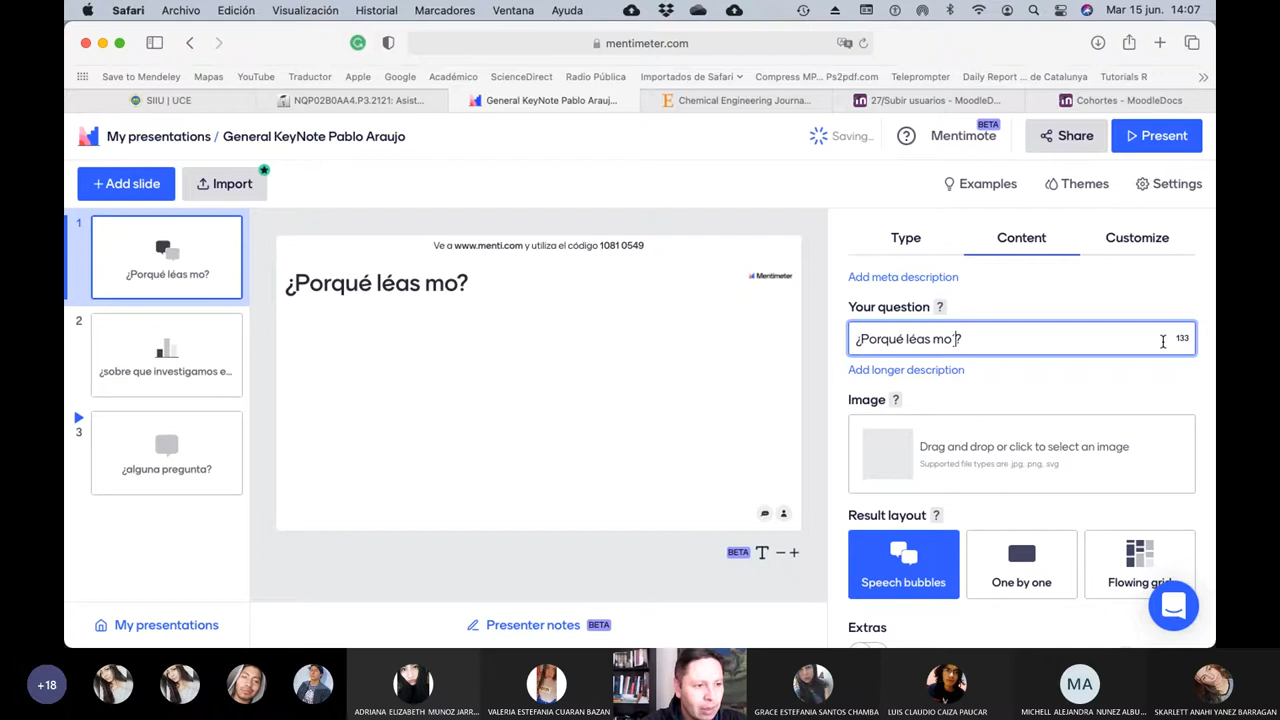 Safari Archivo Edición Visualización Historial Marcadores Ventana Ayuda Mar 15 jun. 14:07
mentimeter.com
Save to Mendeley Mapas YouTube Traductor Apple Google Académico ScienceDirect Radio Pública Importados de Safari Compress MP... Ps2pdf.com Teleprompter Daily Report ... de Catalunya Tutorials R
SIIU | UCE NQP02B0AA4.P3.2121: Asist... General KeyNote Pablo Arauj... Chemical Engineering Journa... 27/Subir usuarios - MoodleD... Cohortes - MoodleDocs
My presentations / General KeyNote Pablo Araujo Saving... Mentimote BETA Share Present
+ Add slide Import Examples Themes Settings
1
¿Porqué léas mo?
2
¿sobre que investigamos e...
3
¿alguna pregunta?
My presentations
Ve a www.menti.com y utiliza el código 1081 0549
¿Porqué léas mo?
Mentimeter
BETA T − +
Presenter notes BETA
Type Content Customize
Add meta description
Your question ?
¿Porqué léas mo´? 133
Add longer description
Image ?
Drag and drop or click to select an image
Supported file types are .jpg, .png, .svg
Result layout ?
Speech bubbles One by one Flowing grid
Extras
+18 ADRIANA ELIZABETH MUNOZ JARR... VALERIA ESTEFANIA CUARAN BAZAN GRACE ESTEFANIA SANTOS CHAMBA LUIS CLAUDIO CAIZA PAUCAR MA MICHELL ALEJANDRA NUNEZ ALBU... SKARLETT ANAHI YANEZ BARRAGAN